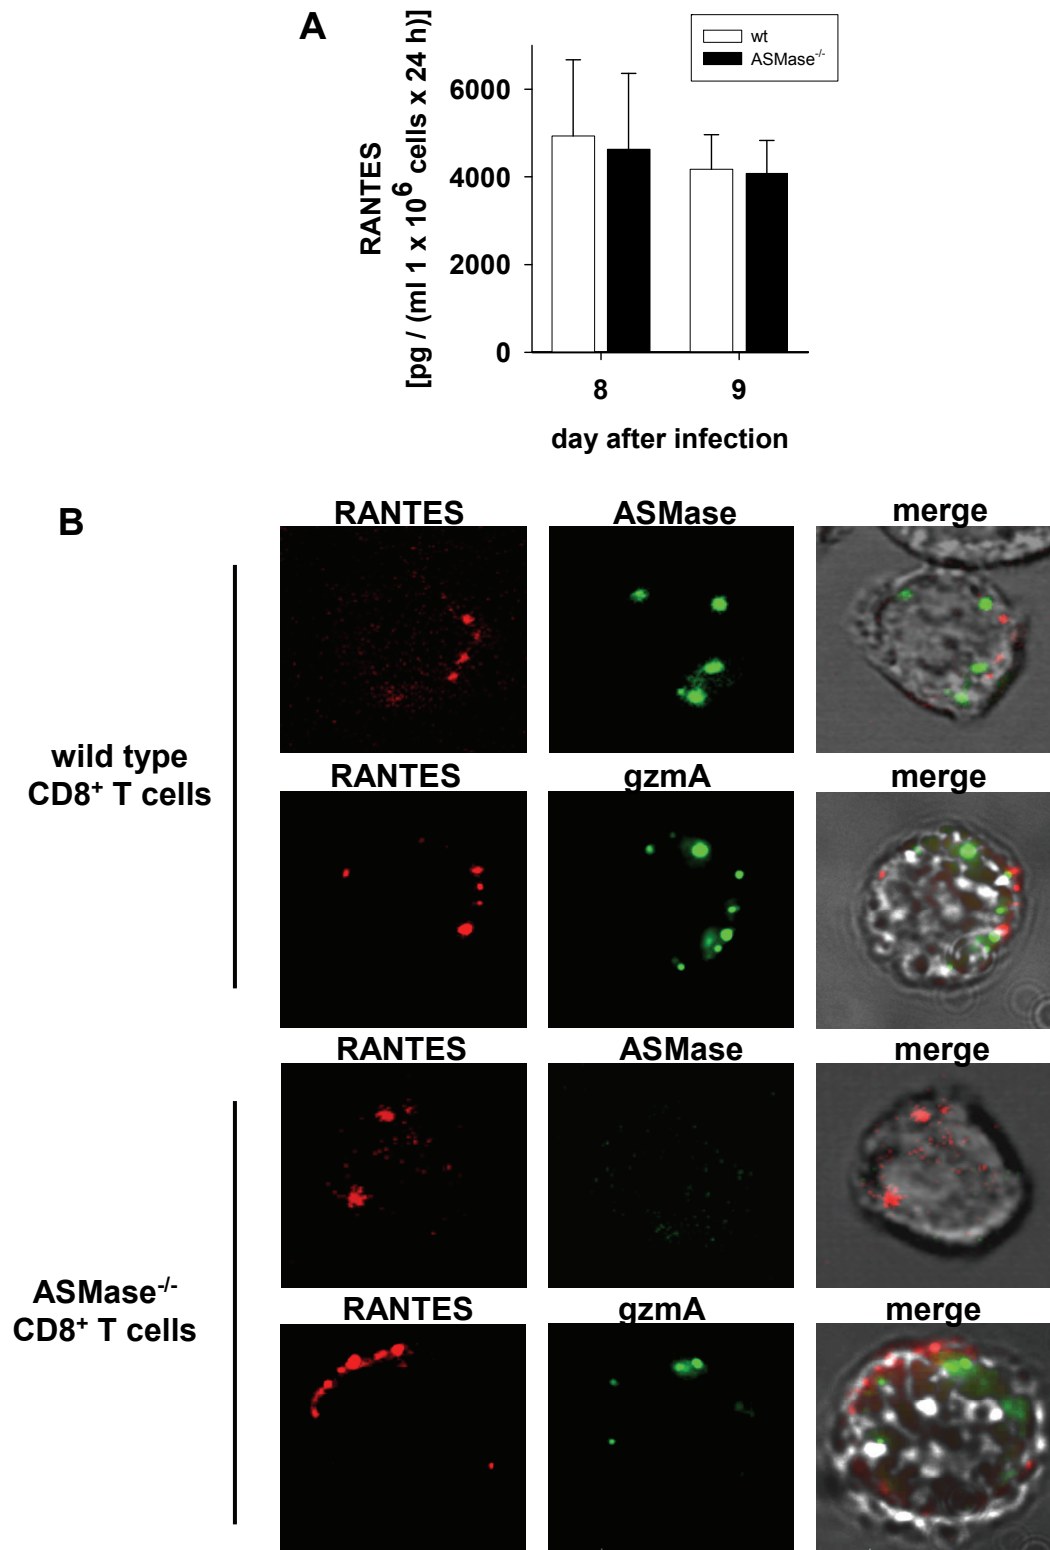 A
wt
ASMase-/-
RANTES
[pg / (ml 1 x 10^6 cells x 24 h)]
6000
4000
2000
0
8 9
day after infection
B
RANTES ASMase merge
wild type
CD8+ T cells
RANTES gzmA merge
RANTES ASMase merge
ASMase-/-
CD8+ T cells
RANTES gzmA merge